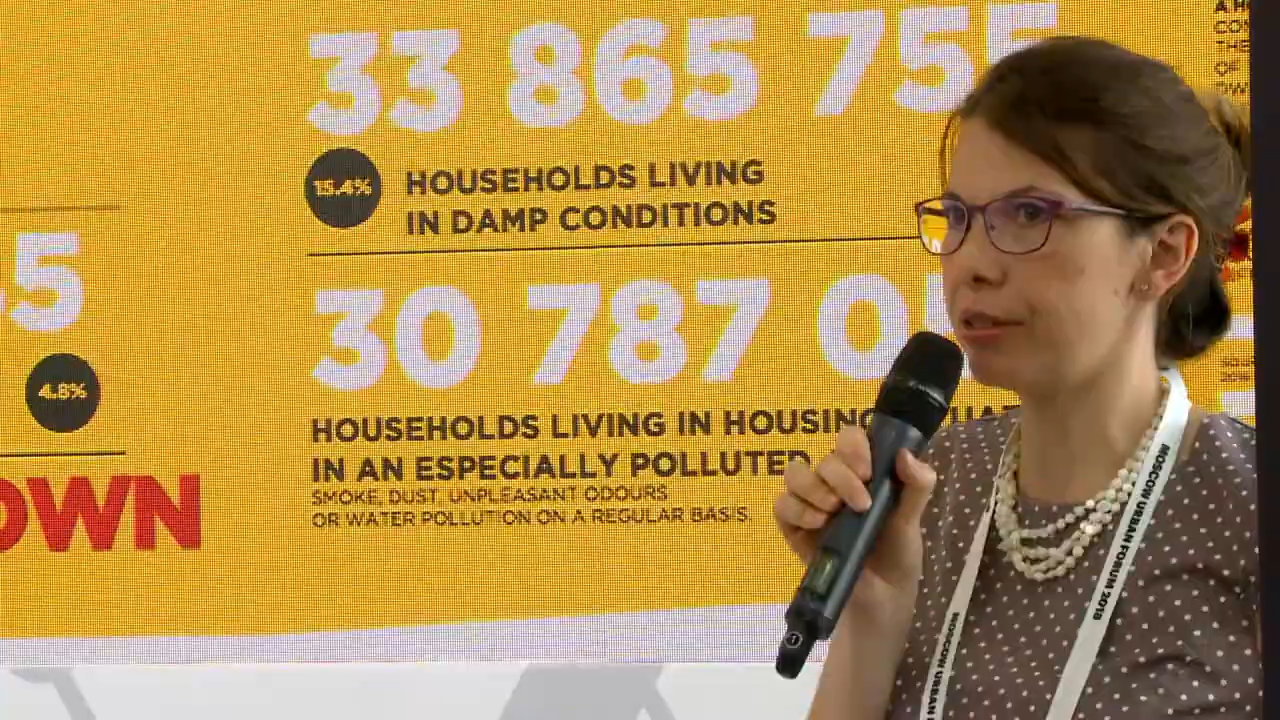 33 865 755
15.4%
HOUSEHOLDS LIVING
IN DAMP CONDITIONS
5
4.8%
30 787 0
HOUSEHOLDS LIVING IN HOUSING
IN AN ESPECIALLY POLLUTED
SMOKE, DUST, UNPLEASANT ODOURS
OR WATER POLLUTION ON A REGULAR BASIS.
OWN
MOSCOW URBAN FORUM 2018
MOSCOW URBAN F